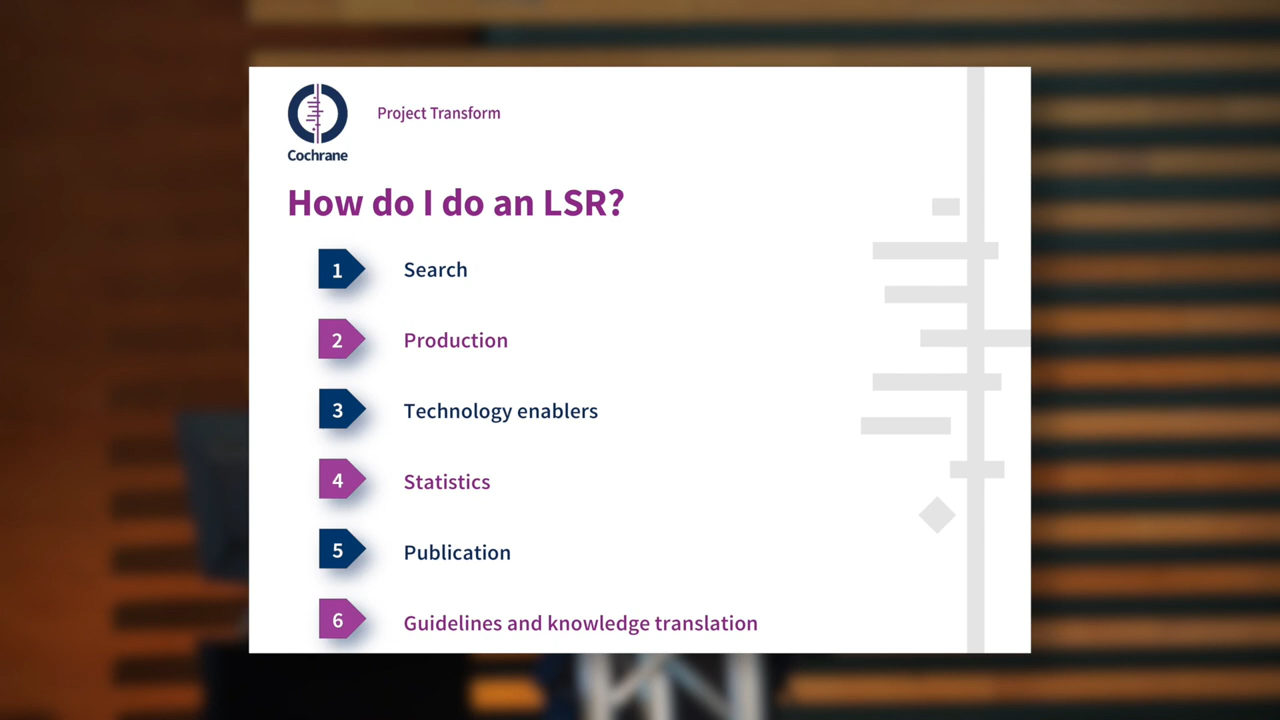 Cochrane
Project Transform
How do I do an LSR?
1 Search
2 Production
3 Technology enablers
4 Statistics
5 Publication
6 Guidelines and knowledge translation